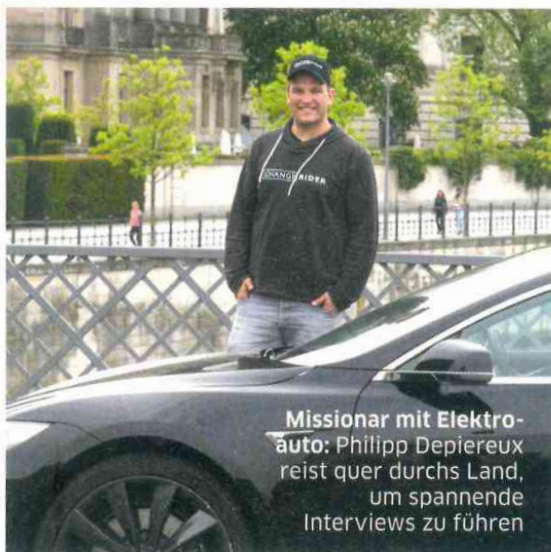 CHANGERIDER
Missionar mit Elektro-
auto: Philipp Depiereux
reist quer durchs Land,
um spannende
Interviews zu führen